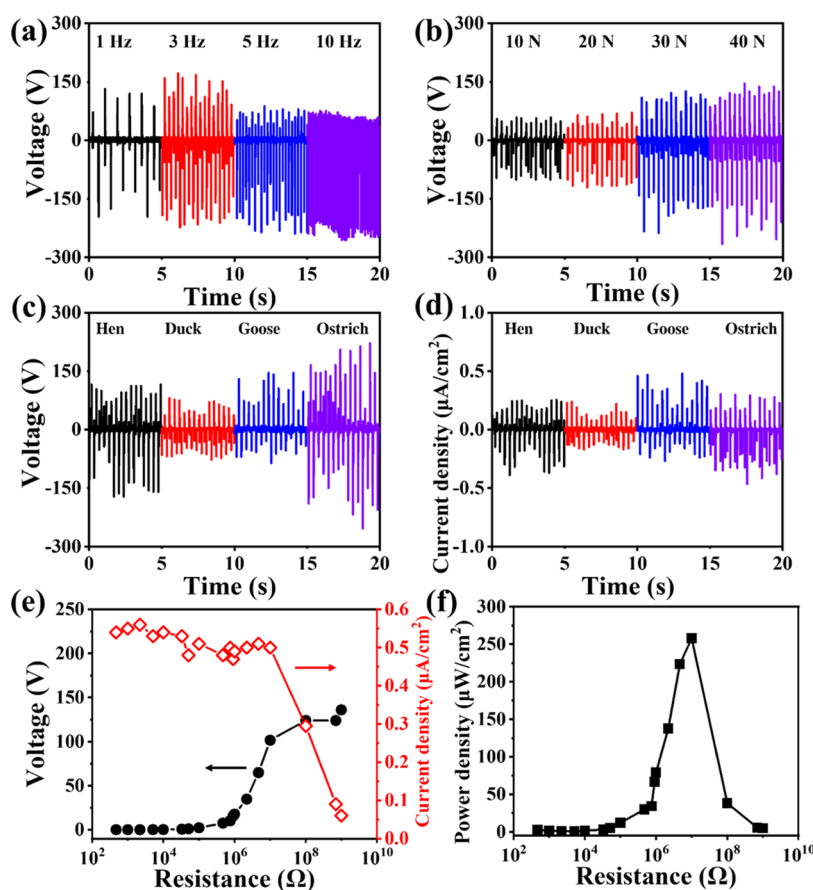 (a)
1 Hz 3 Hz 5 Hz 10 Hz
Voltage (V)
300
150
0
-150
-300
0 5 10 15 20
Time (s)
(b)
10 N 20 N 30 N 40 N
Voltage (V)
300
150
0
-150
-300
0 5 10 15 20
Time (s)
(c)
Hen Duck Goose Ostrich
Voltage (V)
300
150
0
-150
-300
0 5 10 15 20
Time (s)
(d)
Hen Duck Goose Ostrich
Current density (μA/cm²)
1.0
0.5
0.0
-0.5
-1.0
0 5 10 15 20
Time (s)
(e)
Voltage (V)
250
200
150
100
50
0
10² 10⁴ 10⁶ 10⁸ 10¹⁰
Resistance (Ω)
0.6
0.5
0.4
0.3
0.2
0.1
0.0
Current density (μA/cm²)
(f)
Power density (μW/cm²)
300
250
200
150
100
50
0
10² 10⁴ 10⁶ 10⁸ 10¹⁰
Resistance (Ω)